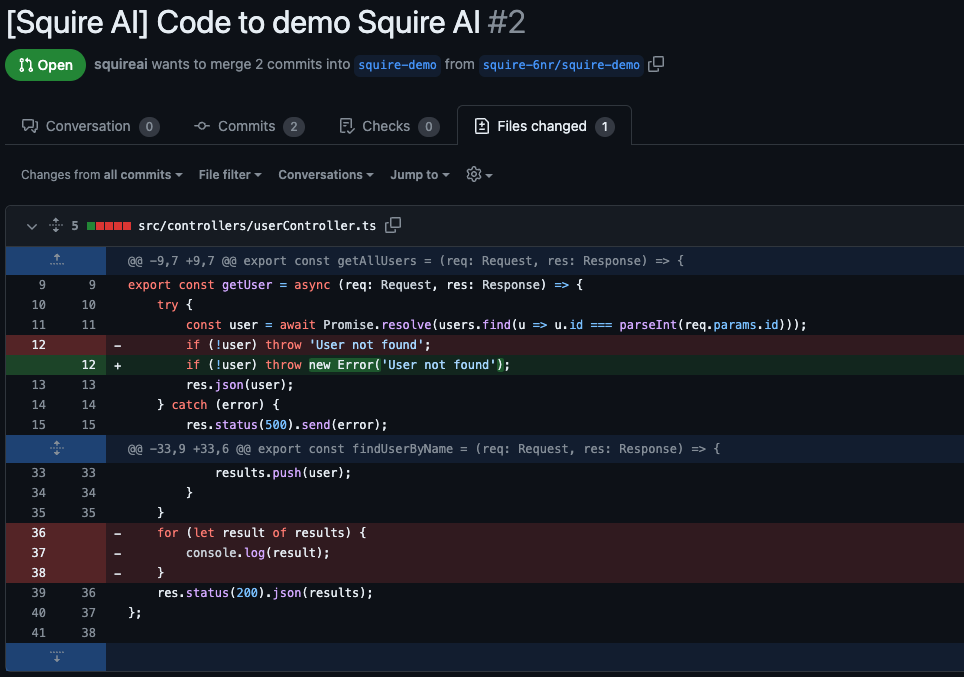 [Squire AI] Code to demo Squire AI #2
Open squireai wants to merge 2 commits into squire-demo from squire-6nr/squire-demo
Conversation 0 Commits 2 Checks 0 Files changed 1
Changes from all commits File filter Conversations Jump to
5 src/controllers/userController.ts
@@ -9,7 +9,7 @@ export const getAllUsers = (req: Request, res: Response) => {
9 9 export const getUser = async (req: Request, res: Response) => {
10 10 try {
11 11 const user = await Promise.resolve(users.find(u => u.id === parseInt(req.params.id)));
12 - if (!user) throw 'User not found';
12 + if (!user) throw new Error('User not found');
13 13 res.json(user);
14 14 } catch (error) {
15 15 res.status(500).send(error);
@@ -33,9 +33,6 @@ export const findUserByName = (req: Request, res: Response) => {
33 33 results.push(user);
34 34 }
35 35 }
36 - for (let result of results) {
37 - console.log(result);
38 - }
39 36 res.status(200).json(results);
40 37 };
41 38